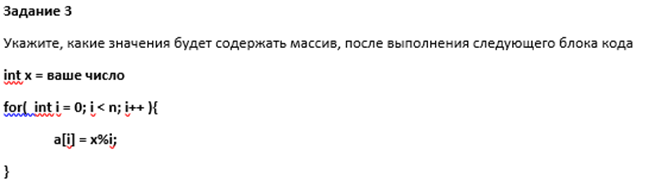 Задание 3
Укажите, какие значения будет содержать массив, после выполнения следующего блока кода
int x = ваше число
for( int i = 0; i < n; i++ ){
a[i] = x%i;
}